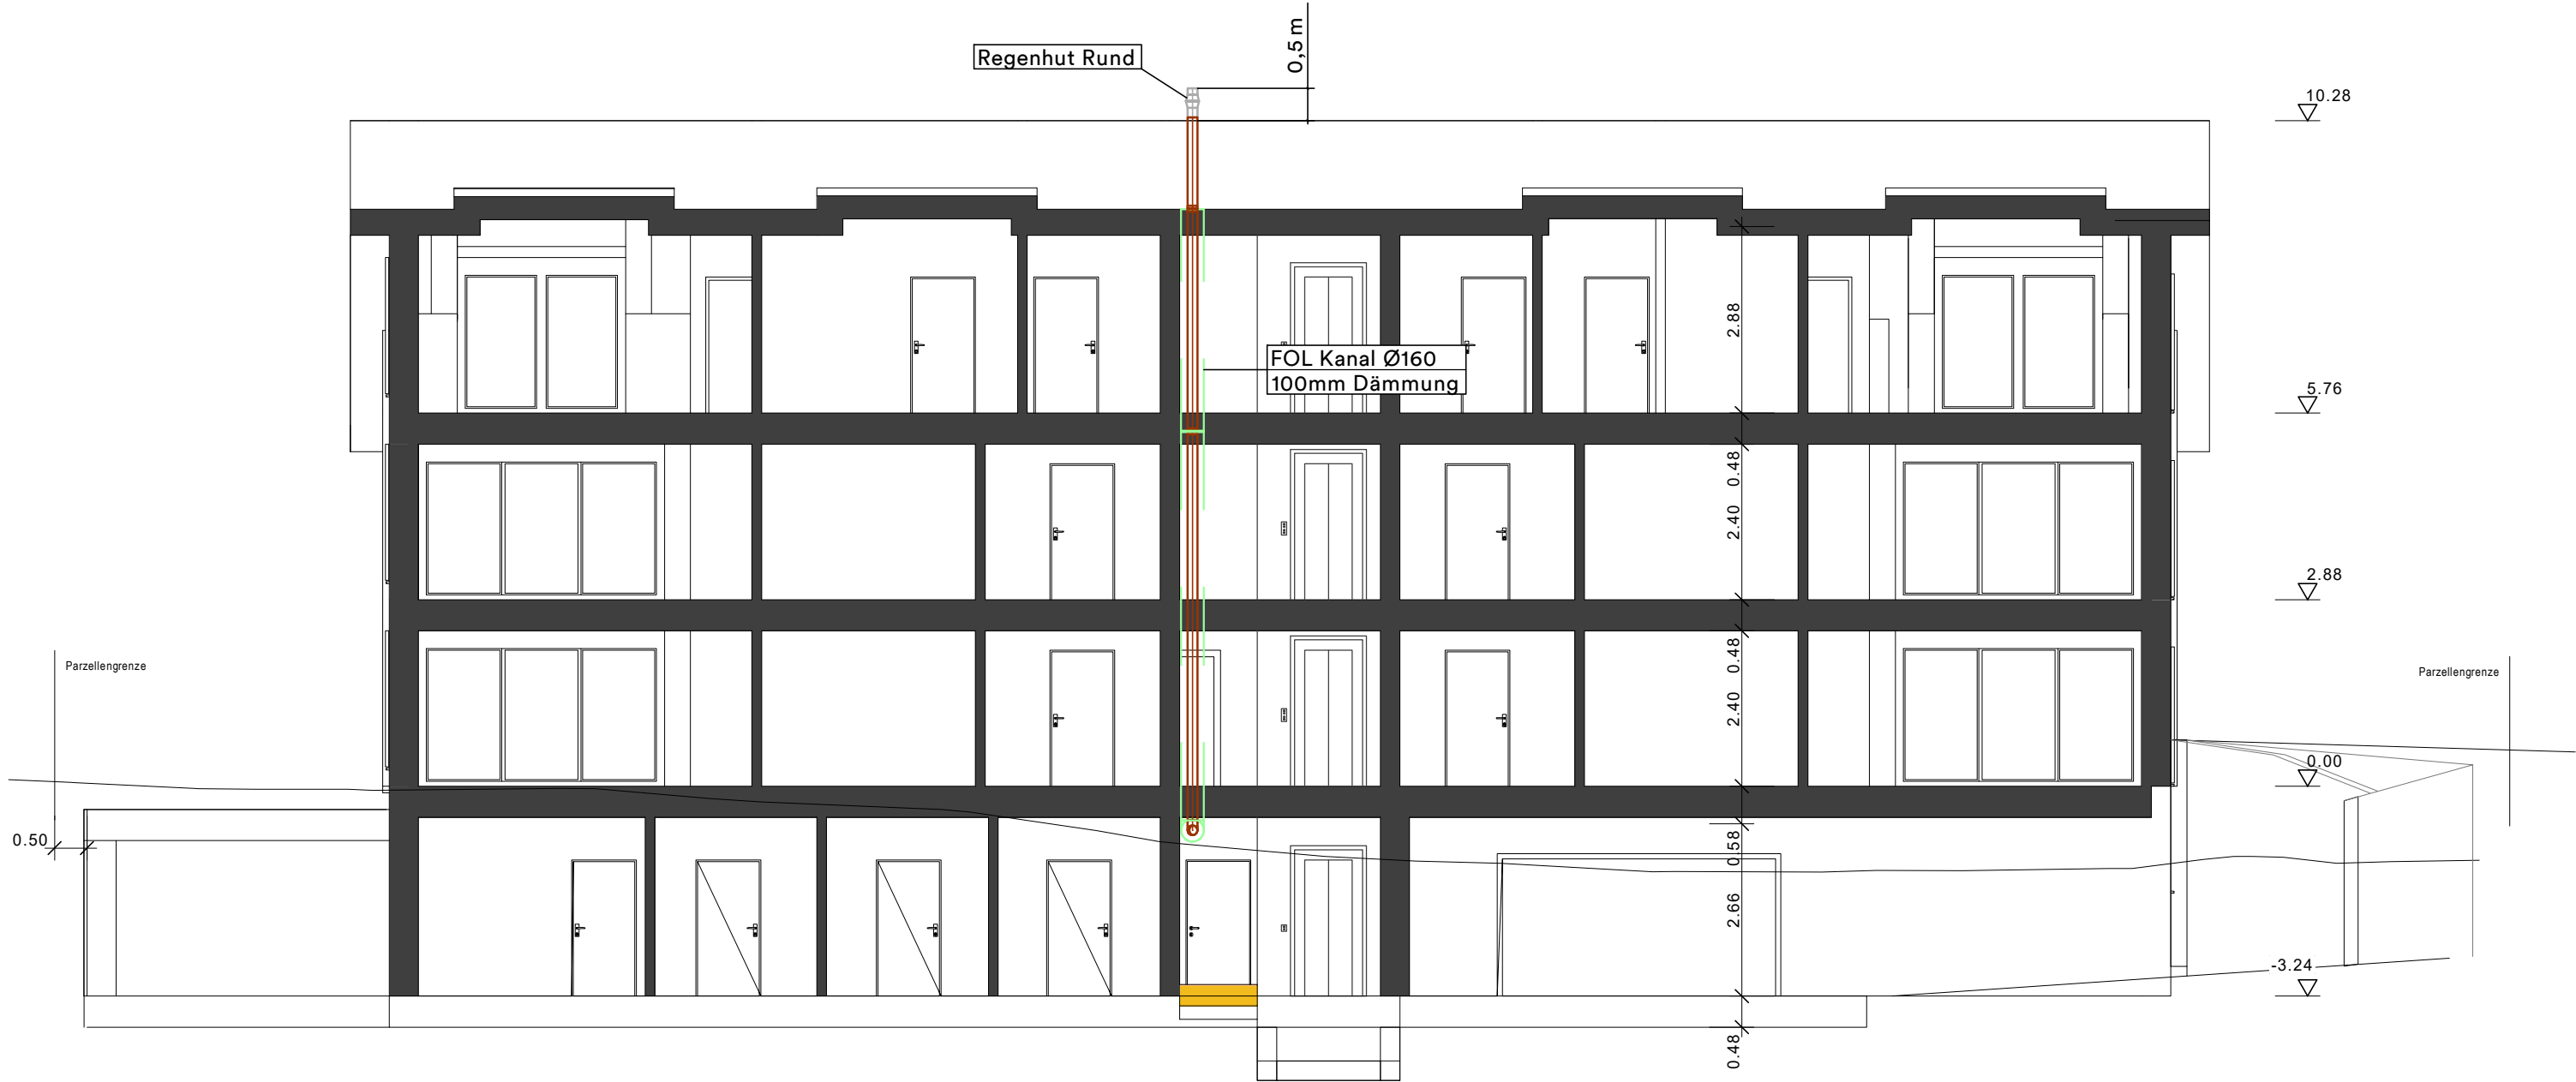 0,5 m
Regenhut Rund
10.28
2.88
FOL Kanal Ø160
100mm Dämmung
5.76
0.48
2.40
2.88
0.48
Parzellengrenze
Parzellengrenze
2.40
0.00
0.50
0.58
2.66
-3.24
0.48